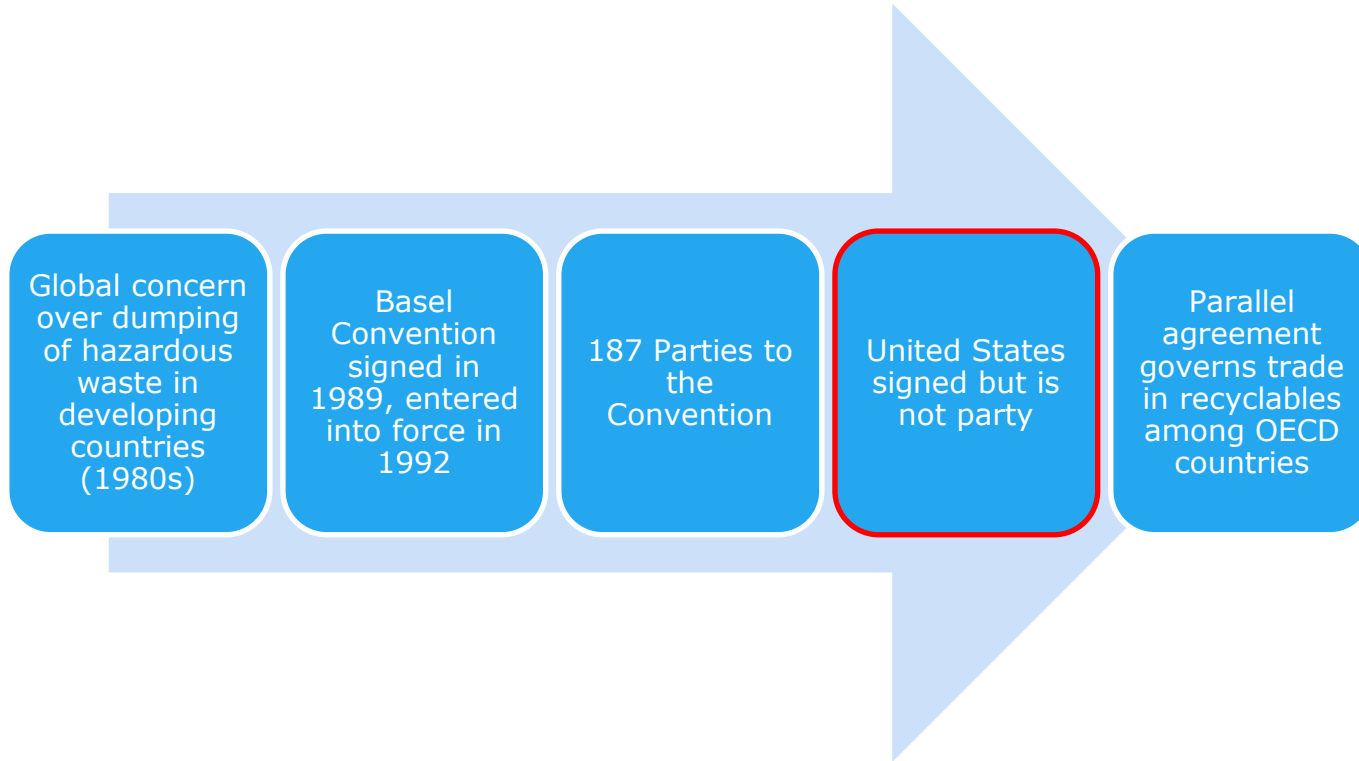 Global concern
over dumping
of hazardous
waste in
developing
countries
(1980s)
Basel
Convention
signed in
1989, entered
into force in
1992
187 Parties to
the
Convention
United States
signed but is
not party
Parallel
agreement
governs trade
in recyclables
among OECD
countries